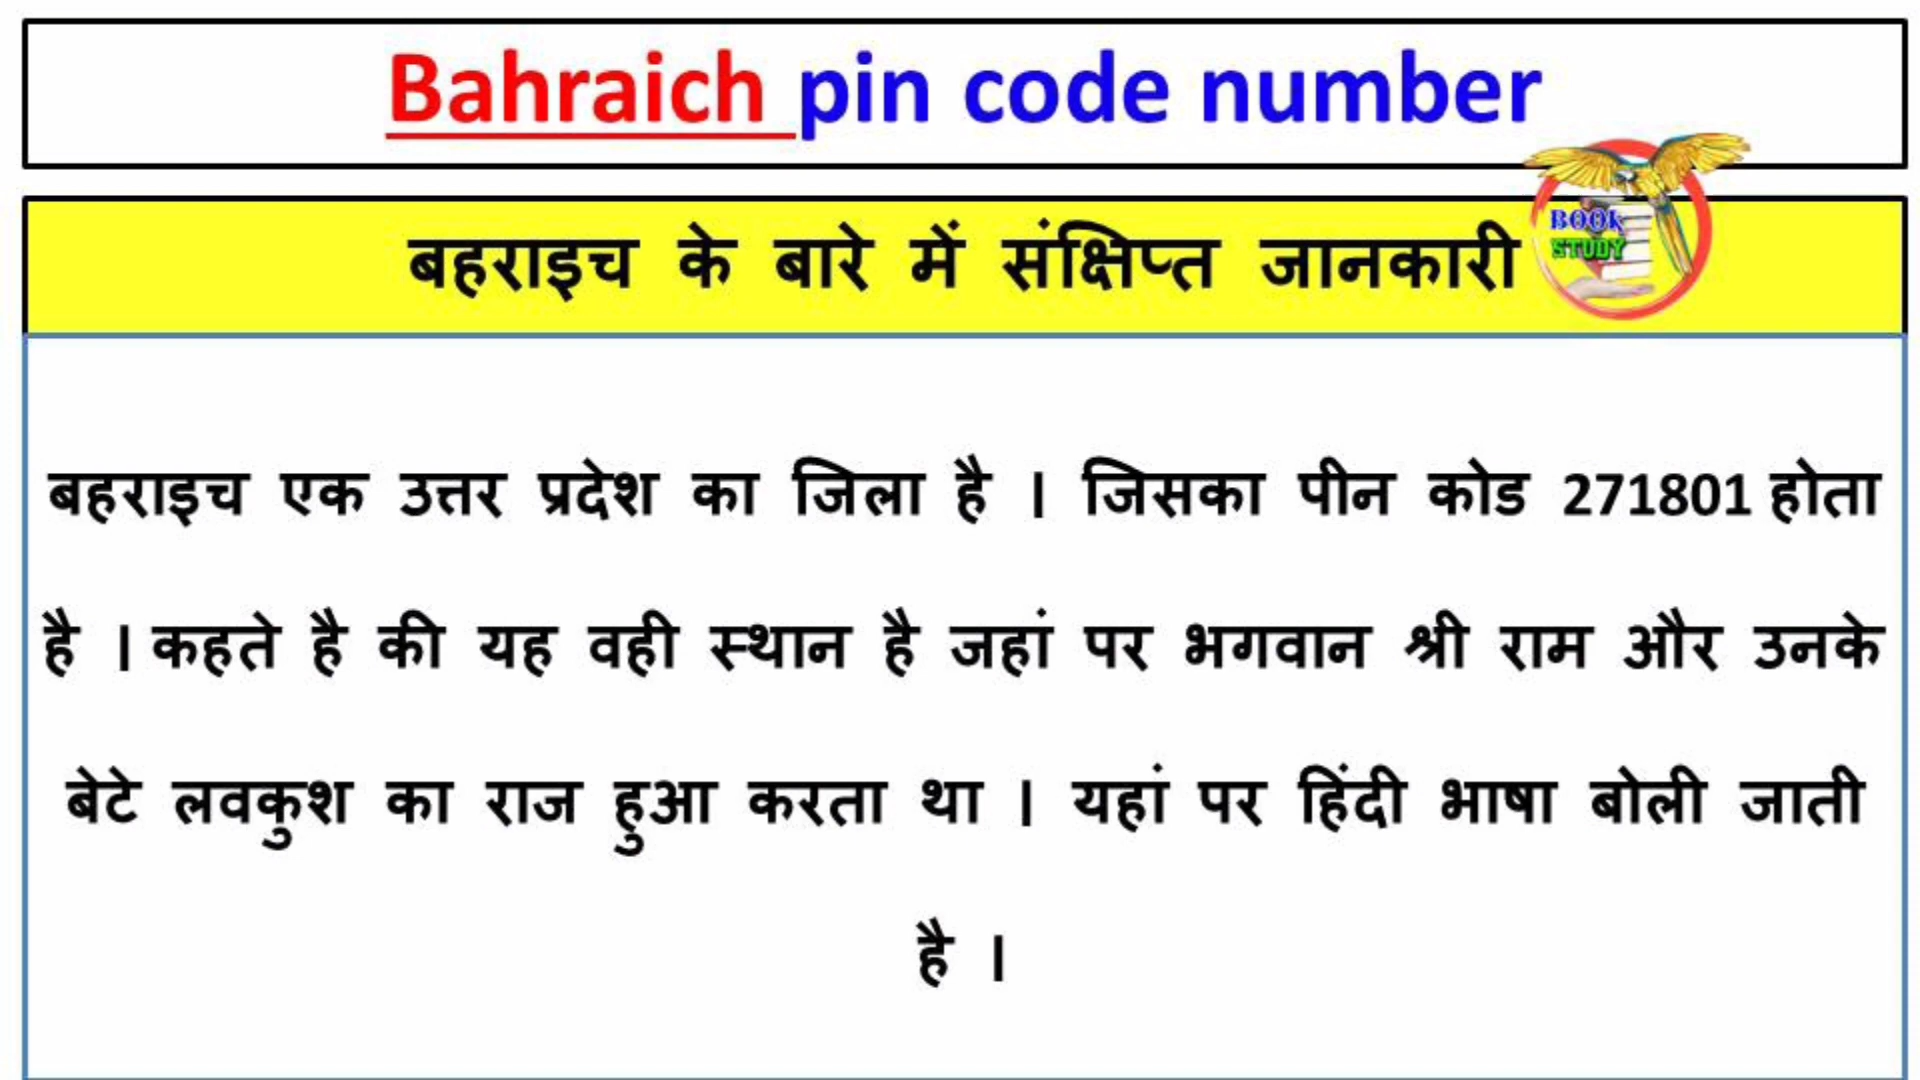 Bahraich pin code number
बहराइच के बारे में संक्षिप्त जानकारी
BOOK
STUDY
बहराइच एक उत्तर प्रदेश का जिला है । जिसका पीन कोड 271801 होता
है । कहते है की यह वही स्थान है जहां पर भगवान श्री राम और उनके
बेटे लवकुश का राज हुआ करता था । यहां पर हिंदी भाषा बोली जाती
है ।